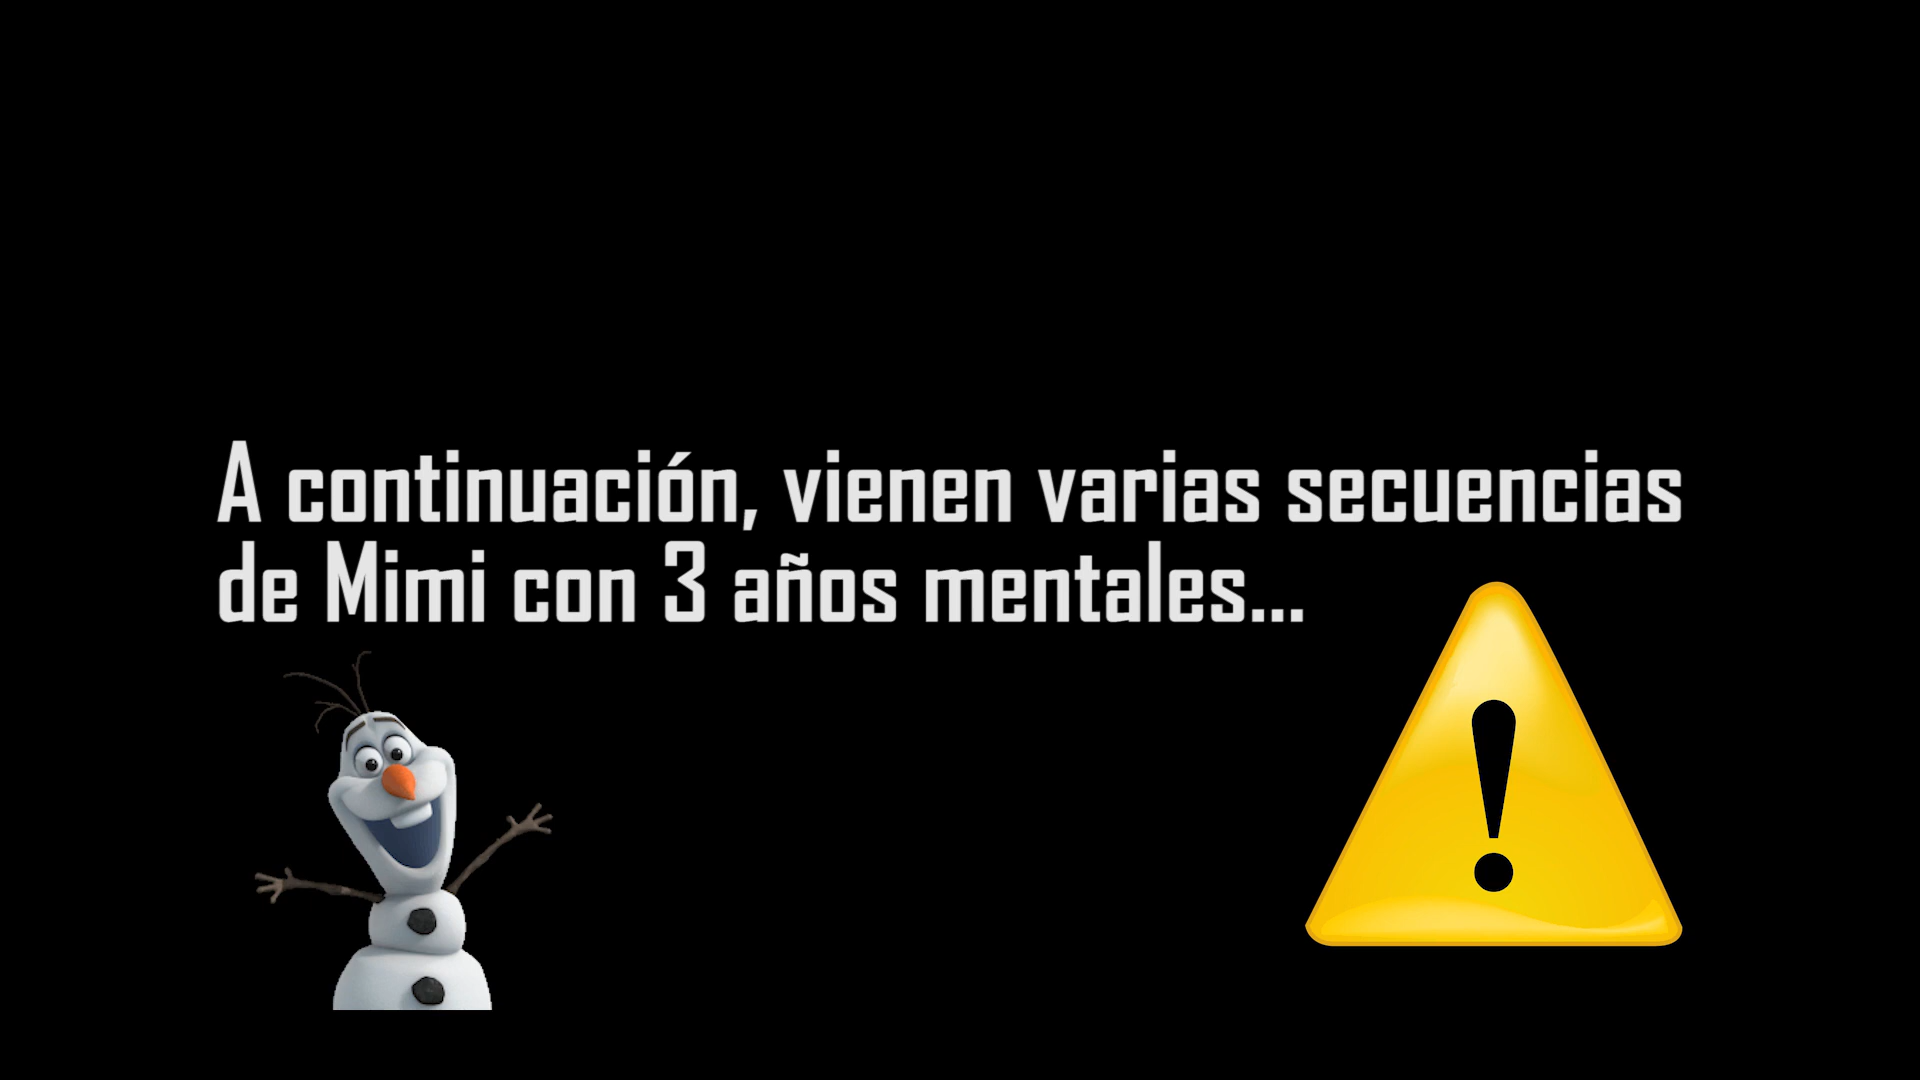 A continuación, vienen varias secuencias
de Mimi con 3 años mentales...